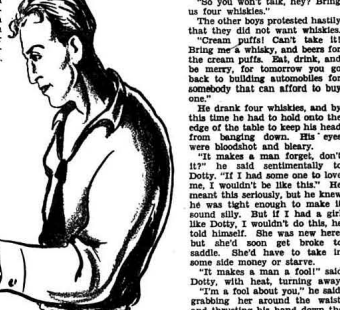 "So you won't talk, hey? Bring
us four whiskies."
The other boys protested hastily
that they did not want whiskies.
"Cream puffs! Can't take it!
Bring me a whisky, and beers for
the cream puffs. Eat, drink, and
be merry, for tomorrow you go
back to building automobiles for
somebody that can afford to buy
one."
He drank four whiskies, and by
this time he had to hold onto the
edge of the table to keep his head
from banging down. His eyes
were bloodshot and bleary.
"It makes a man forget, don't
it?" he said sentimentally to
Dotty. "If I had some one to love
me, I wouldn't be like this." He
meant this seriously, but he knew
he was tight enough to make it
sound silly. But if I had a girl
like Dotty, I wouldn't do this, he
told himself. She was new here
but she'd soon get broke to
saddle. She'd have to take in
some side money or starve.
"It makes a man a fool!" said
Dotty, with heat, turning away.
"I'm a fool about you," he said,
grabbing her around the waist
and thrusting his hand down the